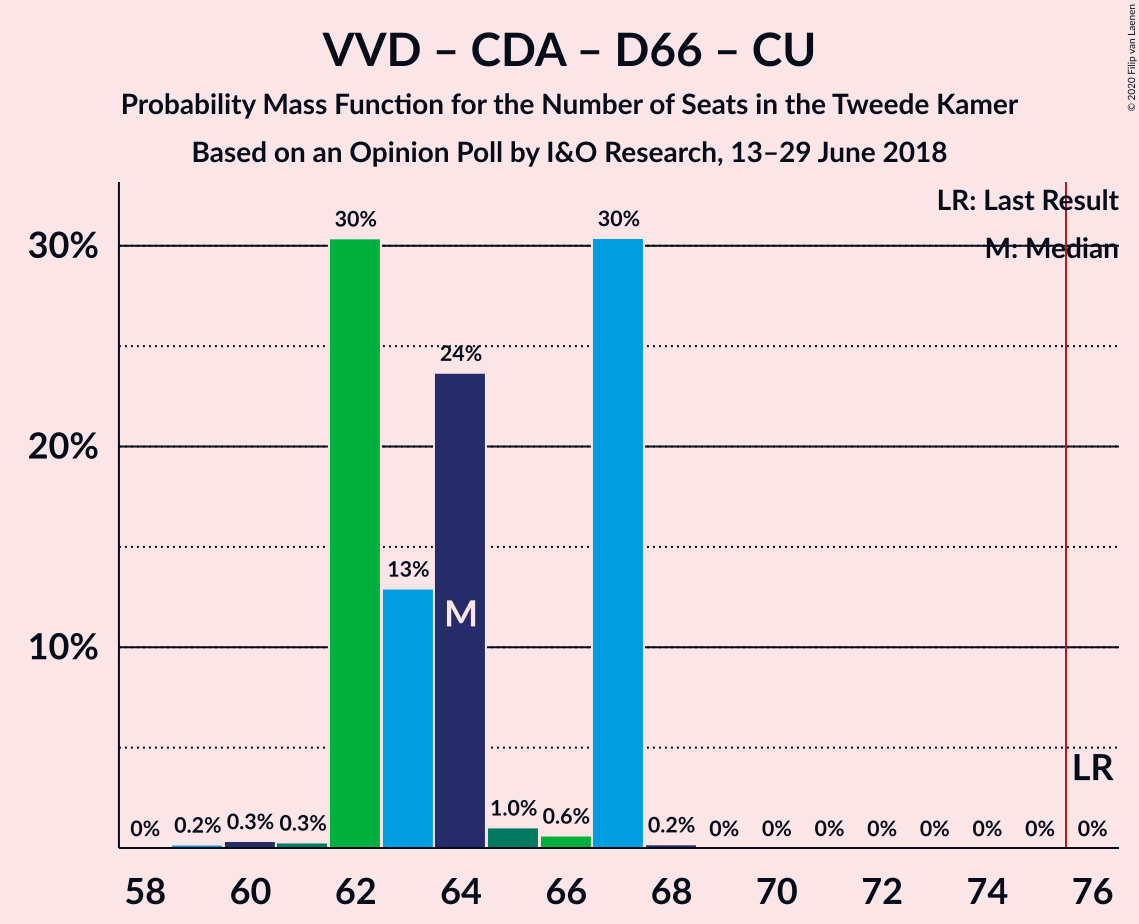 VVD – CDA – D66 – CU
Probability Mass Function for the Number of Seats in the Tweede Kamer
Based on an Opinion Poll by I&O Research, 13–29 June 2018
© 2020 Filip van Laenen
LR: Last Result
M: Median
30%
20%
10%
0% 0.2% 0.3% 0.3% 30% 13% 24% 1.0% 0.6% 30% 0.2% 0% 0% 0% 0% 0% 0% 0%
M
LR
58 60 62 64 66 68 70 72 74 76